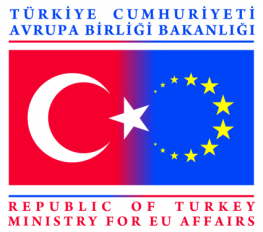 TÜRKİYE CUMHURİYETİ
AVRUPA BİRLİĞİ BAKANLIĞI
REPUBLIC OF TURKEY
MINISTRY FOR EU AFFAIRS